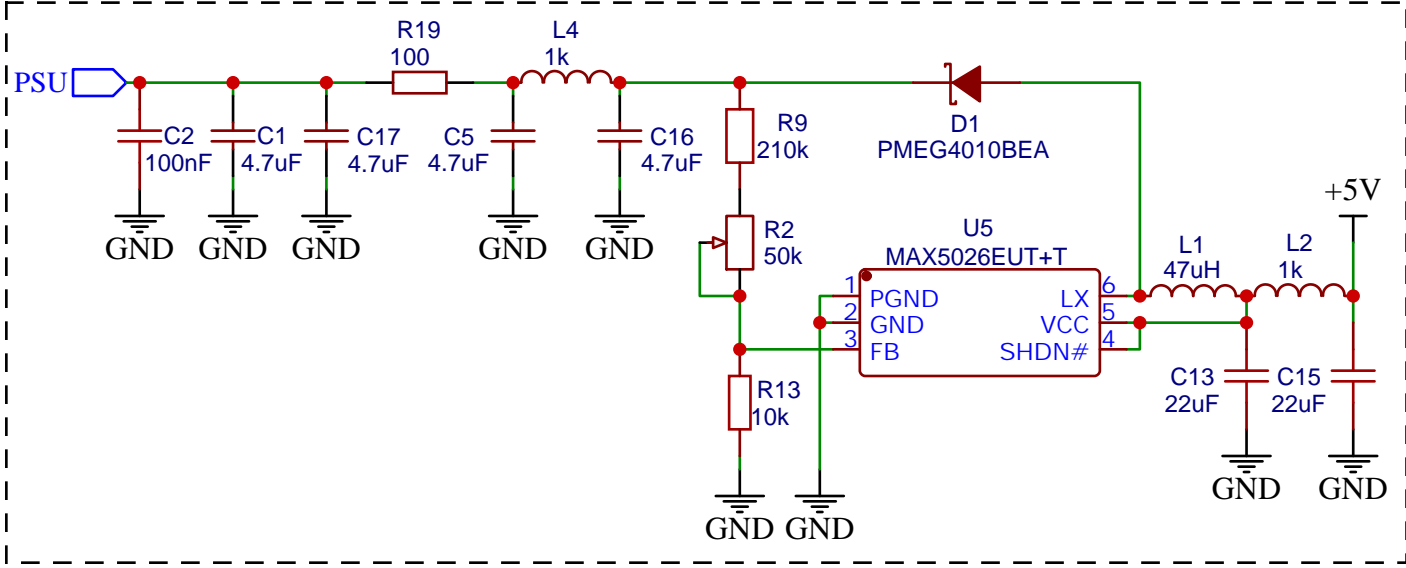 R19
100
L4
1k
PSU
C2
100nF
C1
4.7uF
C17
4.7uF
C5
4.7uF
C16
4.7uF
R9
210k
D1
PMEG4010BEA
GND
GND
GND
GND
GND
+5V
R2
50k
U5
MAX5026EUT+T
L1
47uH
L2
1k
1
PGND
LX
6
2
GND
VCC
5
3
FB
SHDN#
4
R13
10k
C13
22uF
C15
22uF
GND
GND
GND
GND